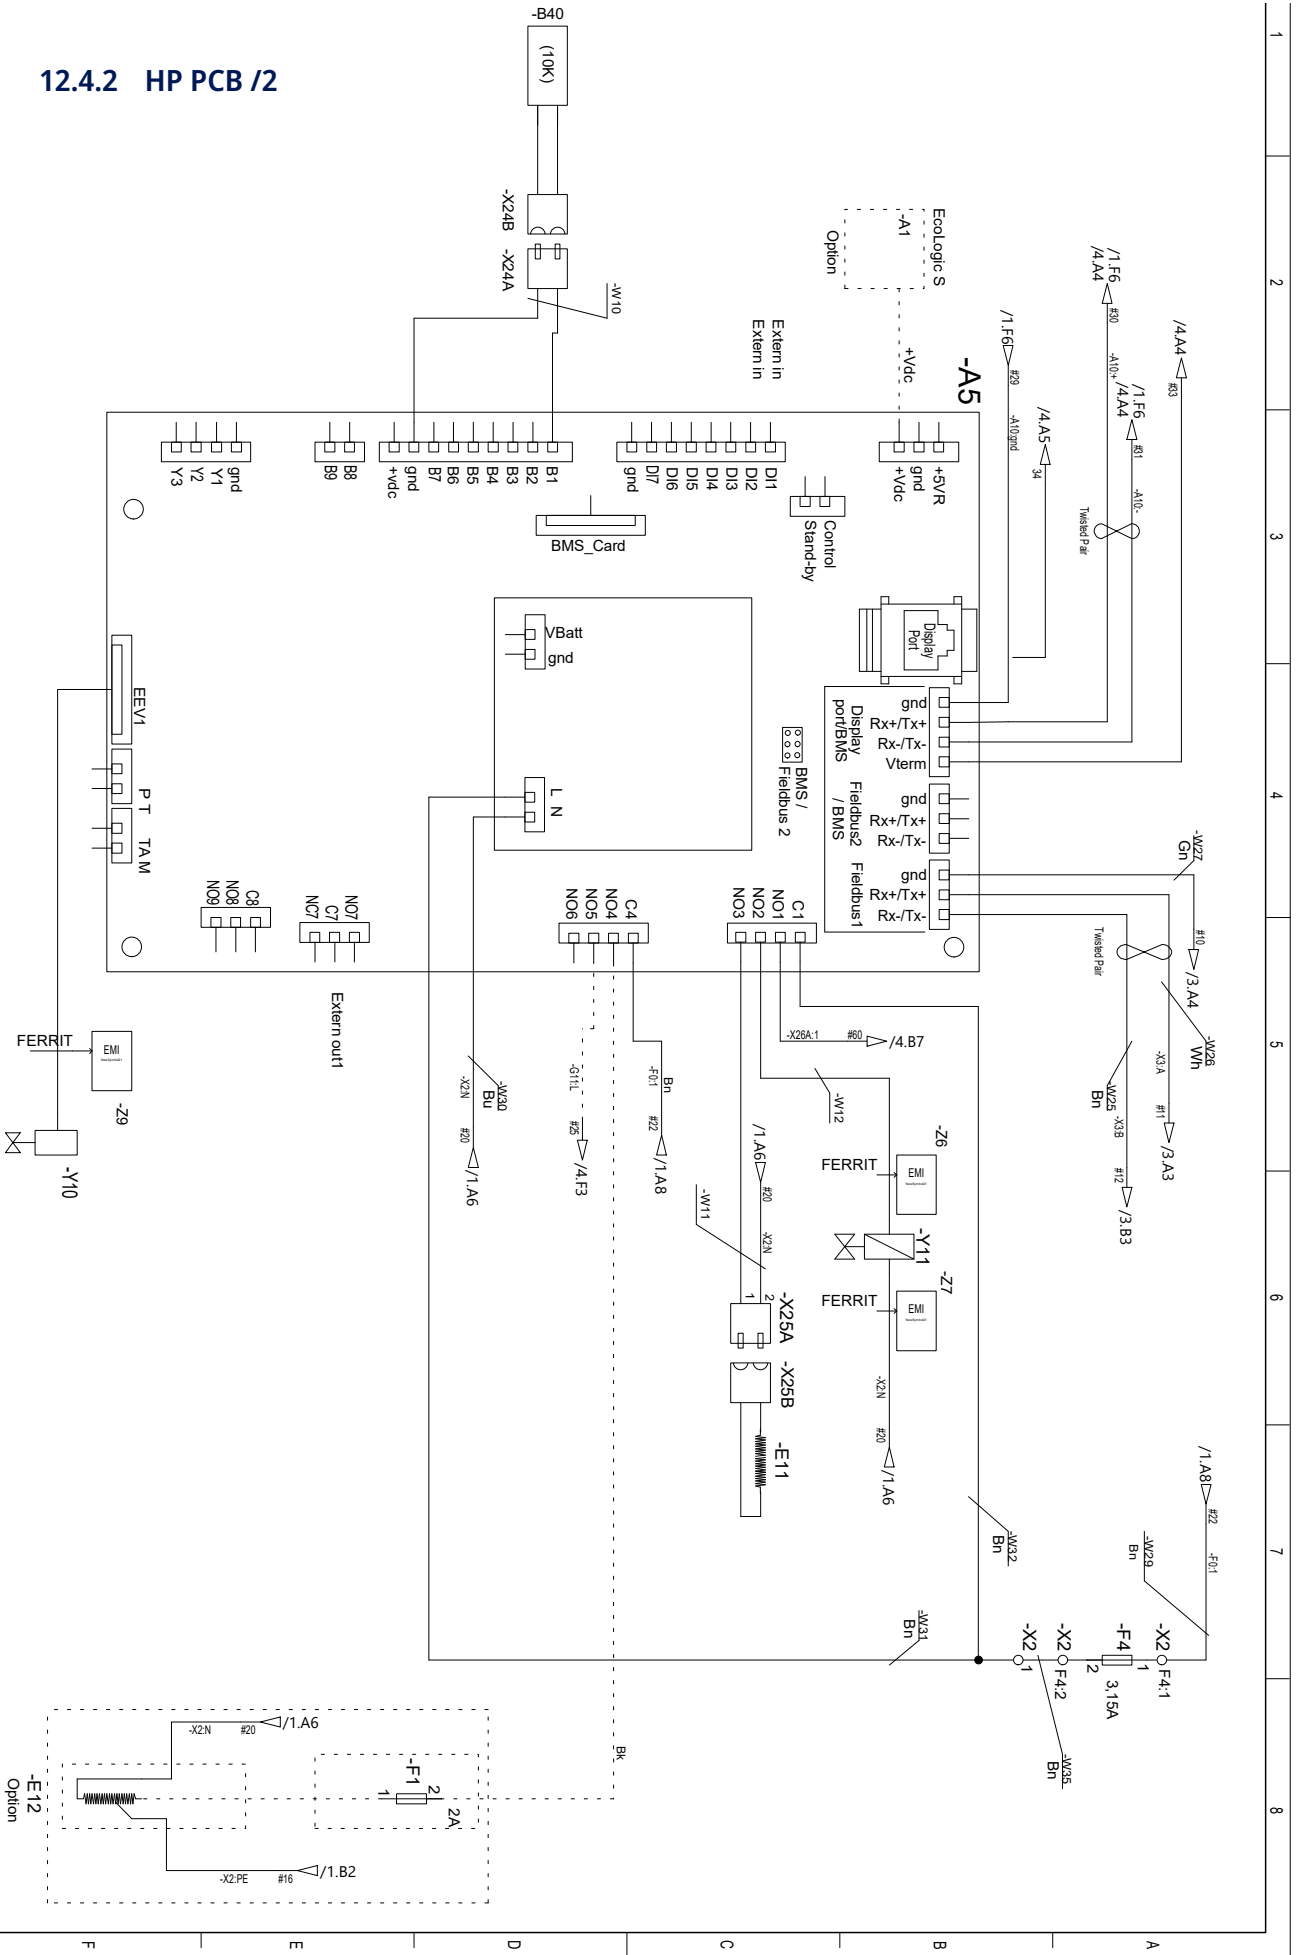 12.4.2 HP PCB /2
-B40
(10K)
-X24B
-X24A
-W10
EcoLogic S
-A1
Option
+Vdc
Extern in
Extern in
-A5
/1.F6
#29
-A10:gnd
/4.A5
34
/1.F6
/4.A4
#30
-A10:+
/1.F6
/4.A4
#31
-A10:-
/4.A4
#33
Twisted Pair
Y3
Y2
Y1
gnd
B9
B8
+vdc
gnd
B7
B6
B5
B4
B3
B2
B1
gnd
DI7
DI6
DI5
DI4
DI3
DI2
DI1
+Vdc
gnd
+5VR
BMS_Card
Stand-by
Control
Display
Port
VBatt
gnd
L
N
EEV1
P T
TA M
BMS /
Fieldbus 2
Display
port/BMS
gnd
Rx+/Tx+
Rx-/Tx-
Vterm
Fieldbus2
/ BMS
gnd
Rx+/Tx+
Rx-/Tx-
Fieldbus1
gnd
Rx+/Tx+
Rx-/Tx-
NO9
NO8
C8
NC7
C7
NO7
NO6
NO5
NO4
C4
NO3
NO2
NO1
C1
Extern out1
-W27
Gn
#10
/3.A4
Twisted Pair
-W26
Wh
-X3:A
#11
/3.A3
-W25
Bn
-X3:B
#12
/3.B3
-X26A:1
#60
/4.B7
-W12
FERRIT
EMI
-Z9
-Y10
-W30
Bu
-X2:N
#20
/1.A6
-G11:L
#25
/4.F3
Bn
-F0:1
#22
/1.A8
/1.A6
#20
-X2:N
-W11
1
2
-X25A
-X25B
-E11
-Z6
FERRIT
EMI
-Y11
-Z7
FERRIT
EMI
-X2:N
#20
/1.A6
/1.A8
#22
-F0:1
-W29
Bn
-W32
Bn
-W31
Bn
-X2
1
-X2
F4:2
-F4
2
1
3,15A
-X2
F4:1
-W35
Bn
Bk
/1.A6
#20
-X2:N
-F1
1
2
2A
-E12
Option
/1.B2
#16
-X2:PE
1
2
3
4
5
6
7
8
F
E
D
C
B
A